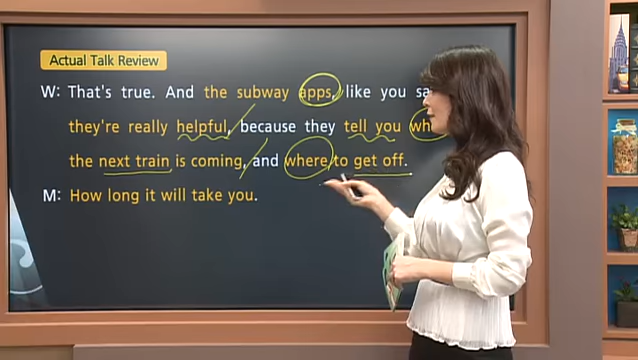 Actual Talk Review
W: That's true. And the subway apps, like you
they're really helpful, because they tell you
the next train is coming, and where to get off.
M: How long it will take you.